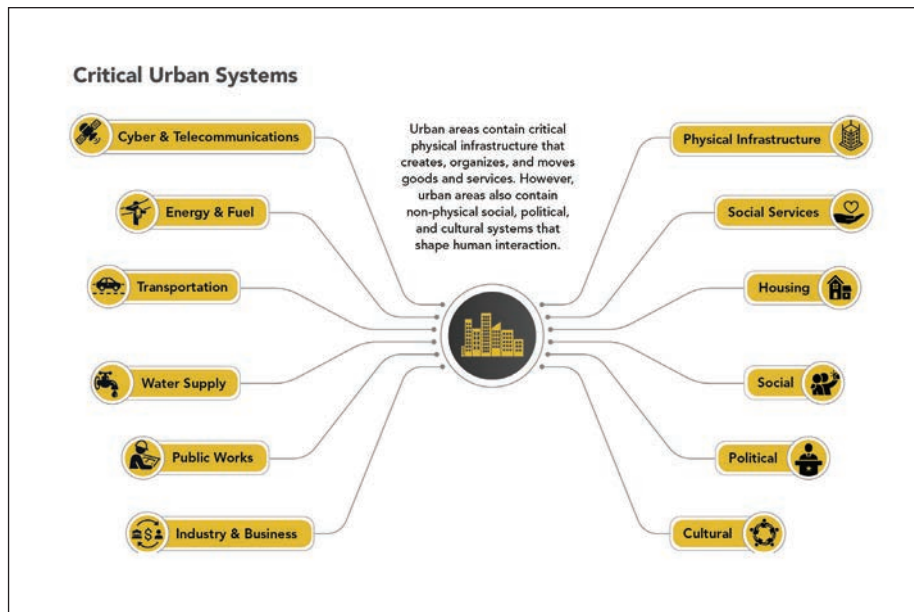 Critical Urban Systems
Urban areas contain critical
physical infrastructure that
creates, organizes, and moves
goods and services. However,
urban areas also contain
non-physical social, political,
and cultural systems that
shape human interaction.
Cyber & Telecommunications
Energy & Fuel
Transportation
Water Supply
Public Works
Industry & Business
Physical Infrastructure
Social Services
Housing
Social
Political
Cultural